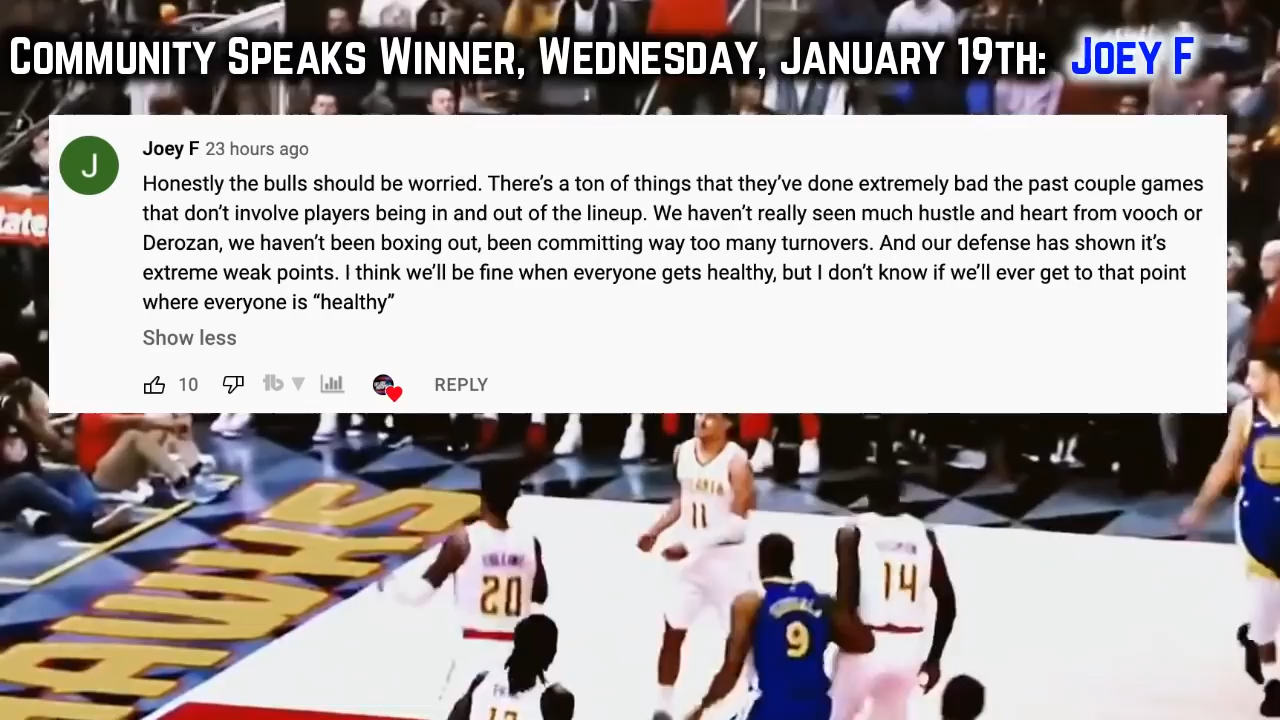 COMMUNITY SPEAKS WINNER, WEDNESDAY, JANUARY 19TH: JOEY F
J
Joey F 23 hours ago
Honestly the bulls should be worried. There's a ton of things that they've done extremely bad the past couple games
that don't involve players being in and out of the lineup. We haven't really seen much hustle and heart from vooch or
Derozan, we haven't been boxing out, been committing way too many turnovers. And our defense has shown it's
extreme weak points. I think we'll be fine when everyone gets healthy, but I don't know if we'll ever get to that point
where everyone is “healthy”
Show less
10
tb
REPLY
tate
HAWKS
11
COLLINS
20
14
9
12